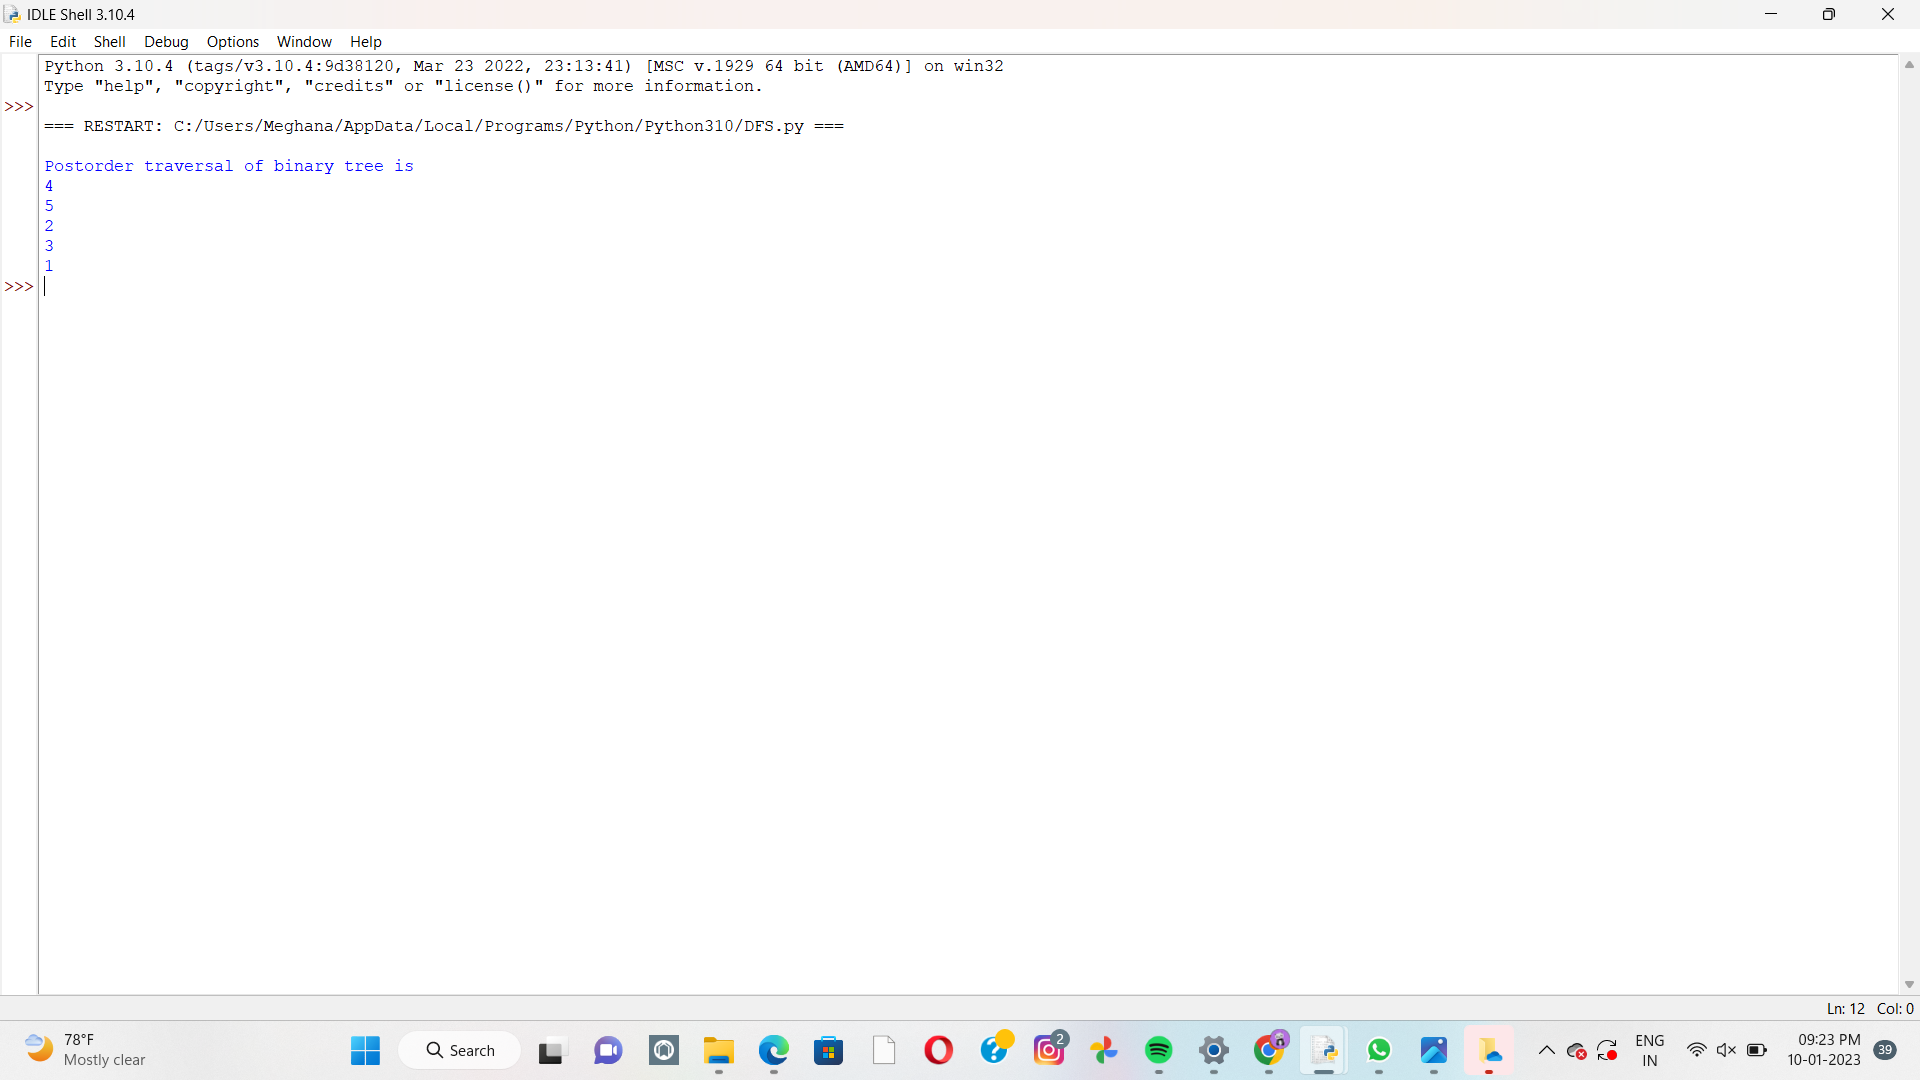 IDLE Shell 3.10.4
File Edit Shell Debug Options Window Help
Python 3.10.4 (tags/v3.10.4:9d38120, Mar 23 2022, 23:13:41) [MSC v.1929 64 bit (AMD64)] on win32
Type "help", "copyright", "credits" or "license()" for more information.
>>>
=== RESTART: C:/Users/Meghana/AppData/Local/Programs/Python/Python310/DFS.py ===
Postorder traversal of binary tree is
4
5
2
3
1
>>>
Ln: 12 Col: 0
78°F
Mostly clear
Search
2
ENG
IN
09:23 PM
10-01-2023
39